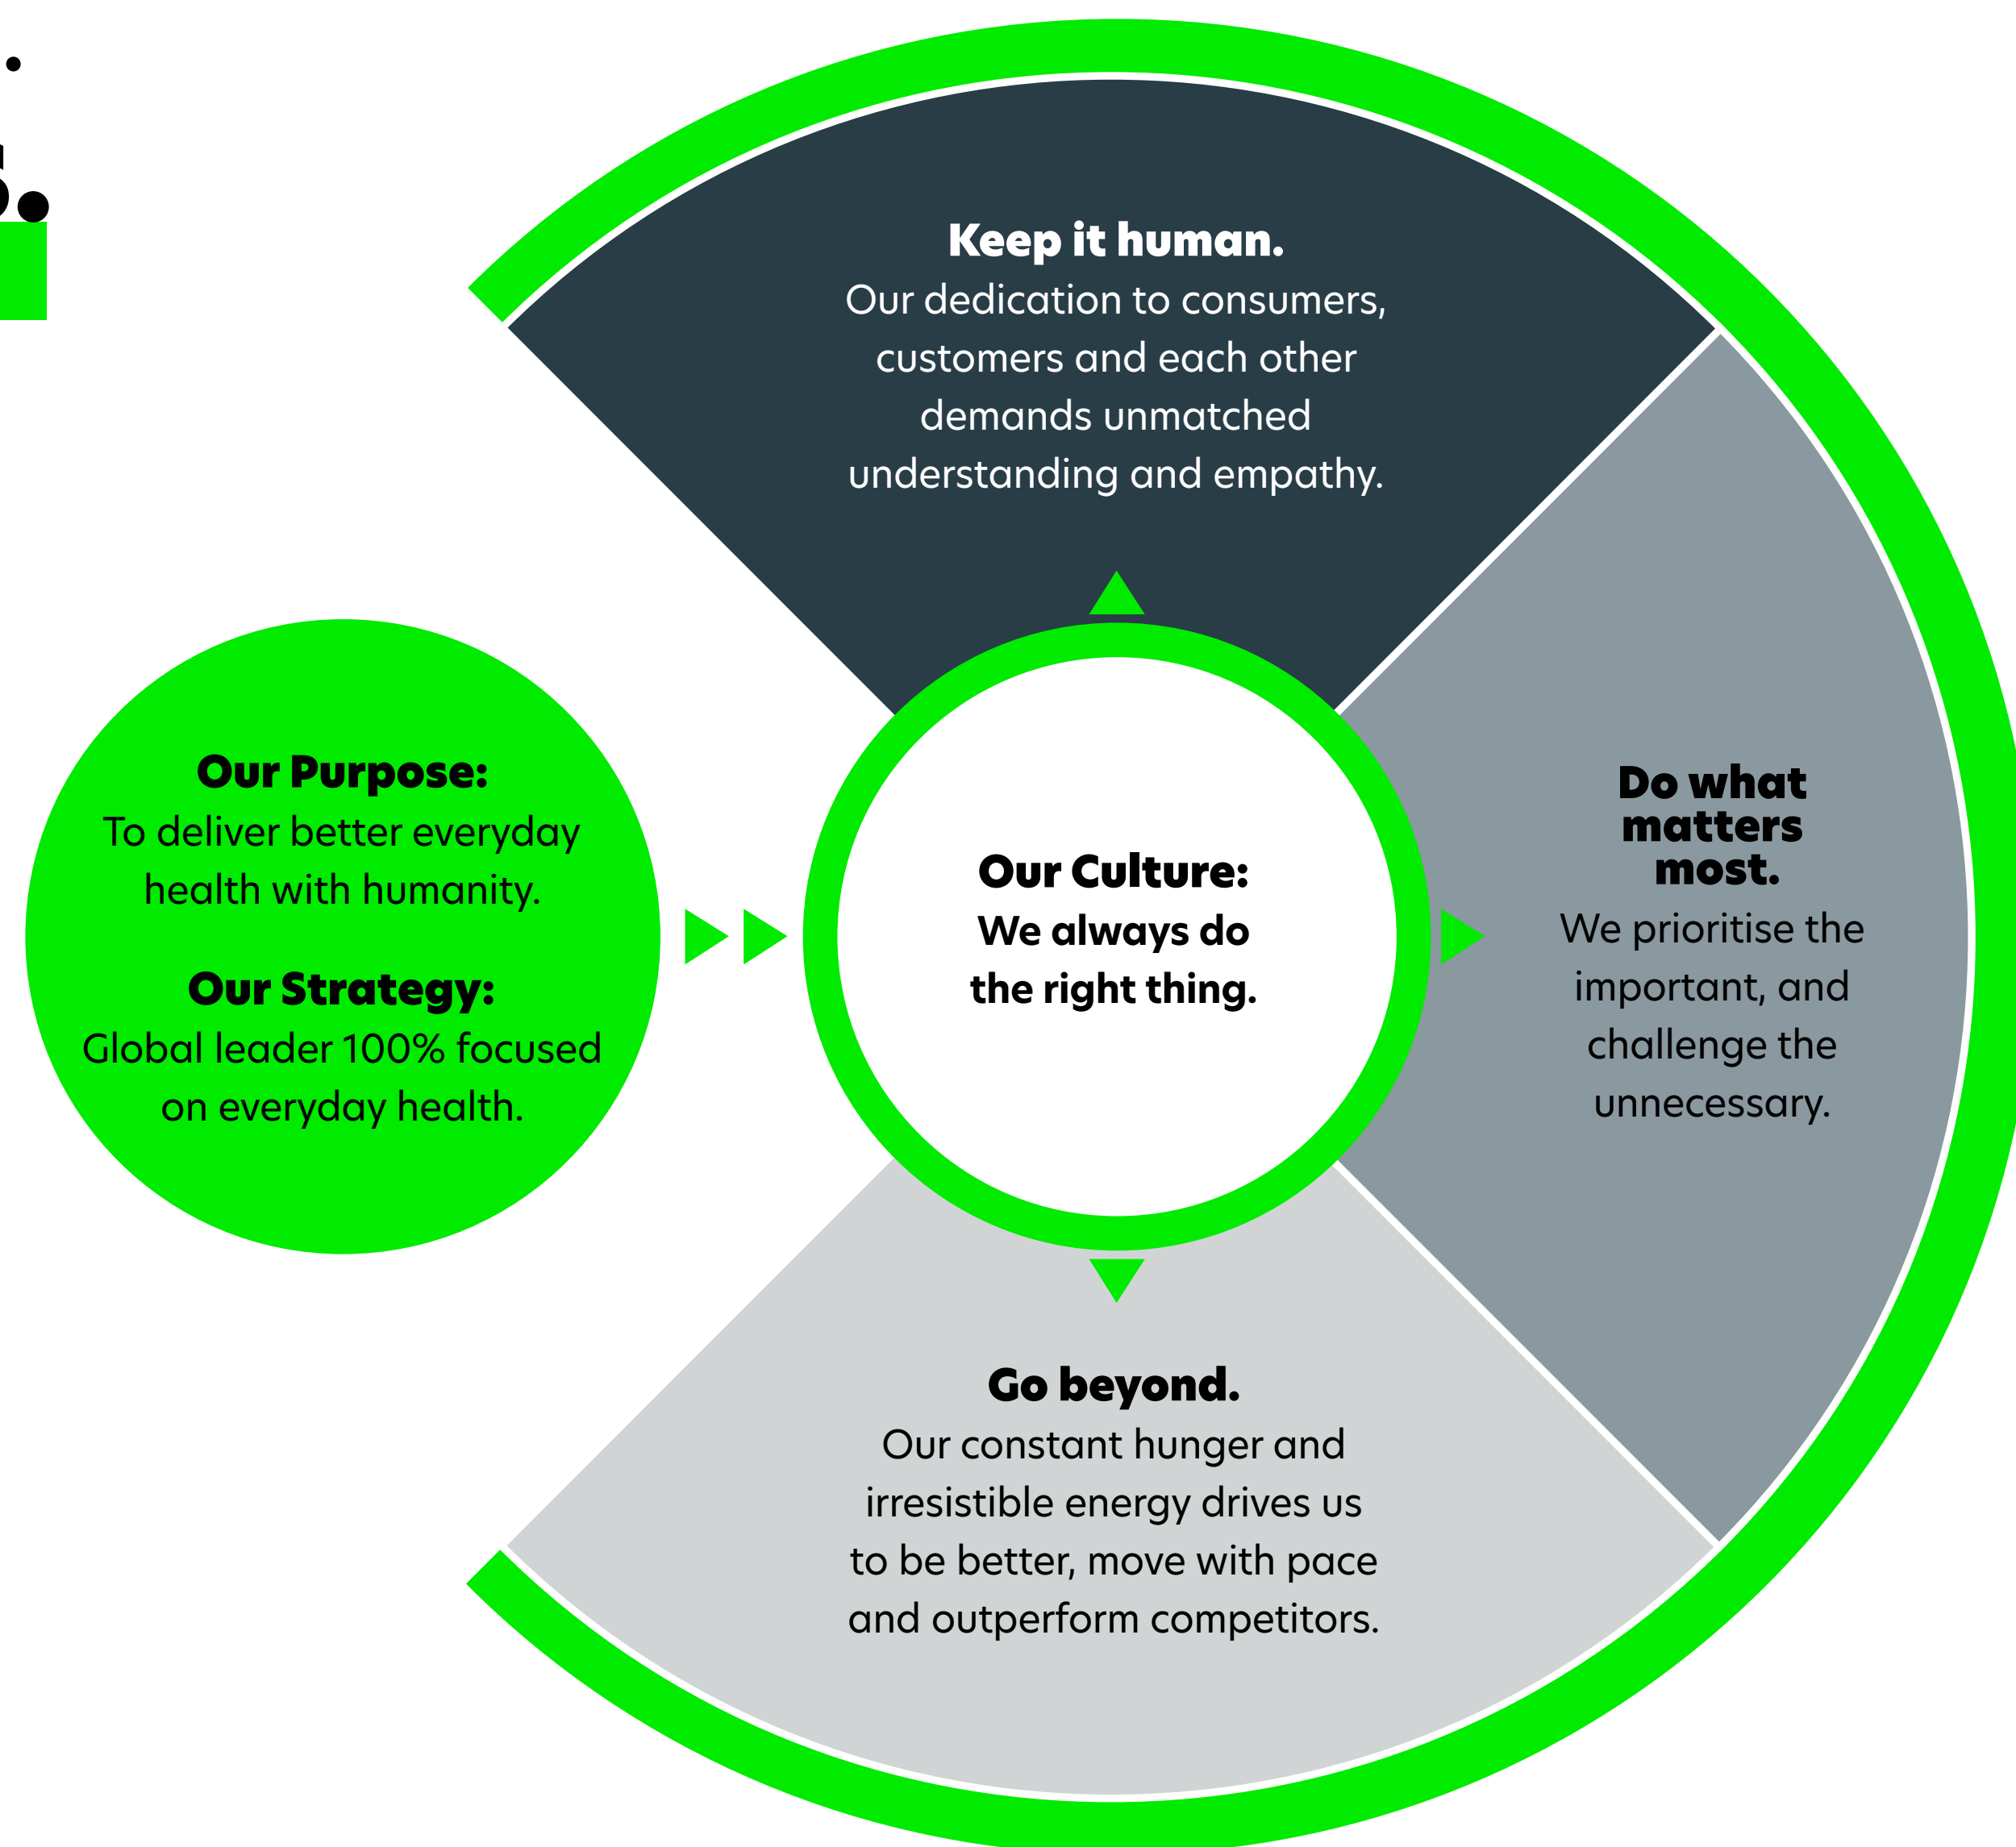 Our Purpose:
To deliver better everyday
health with humanity.
Our Strategy:
Global leader 100% focused
on everyday health.
Our Culture:
We always do
the right thing.
Keep it human.
Our dedication to consumers,
customers and each other
demands unmatched
understanding and empathy.
Do what
matters
most.
We prioritise the
important, and
challenge the
unnecessary.
Go beyond.
Our constant hunger and
irresistible energy drives us
to be better, move with pace
and outperform competitors.